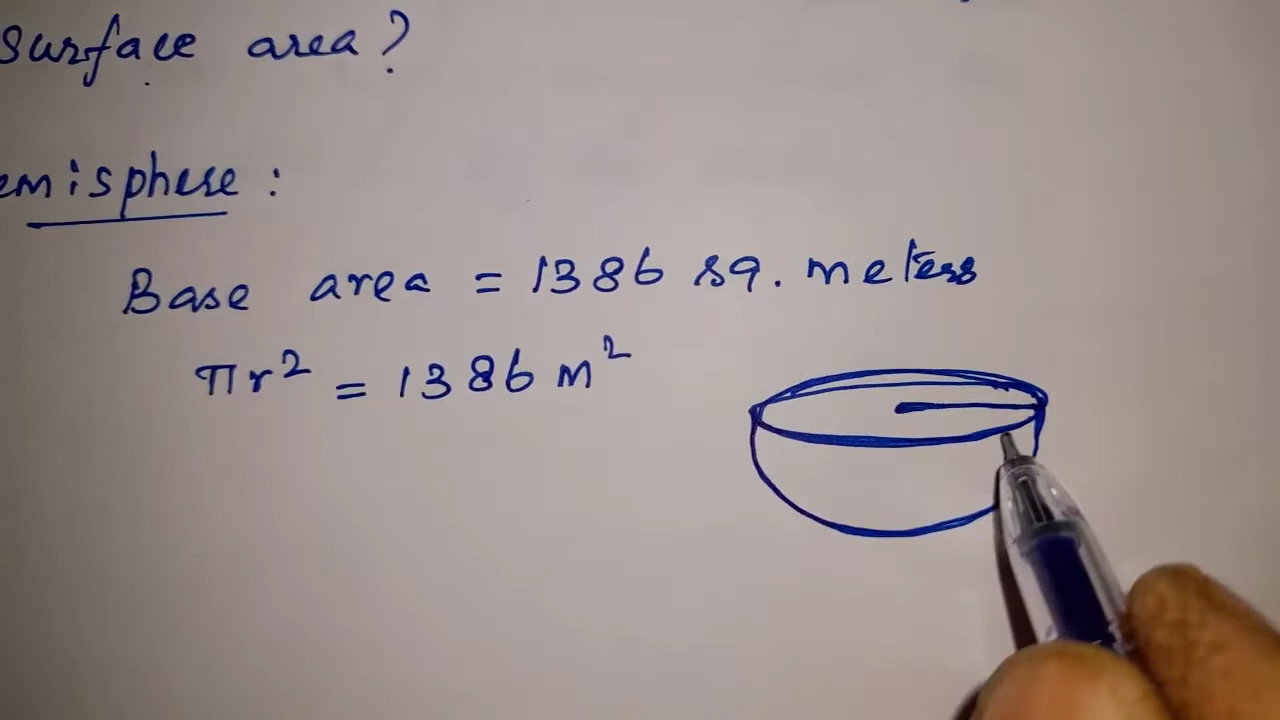 surface area?
emisphere:
Base area = 1386 sq. meters
πr² = 1386 m²